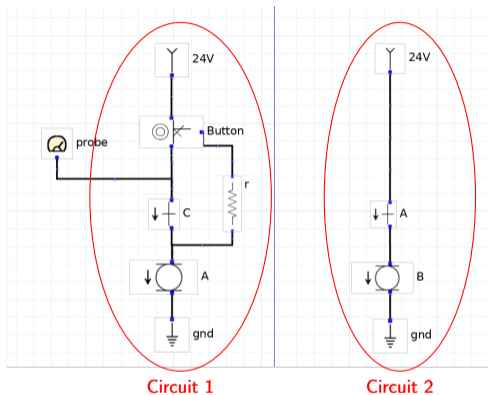 24V
24V
Button
probe
r
C
A
A
B
gnd
gnd
Circuit 1
Circuit 2